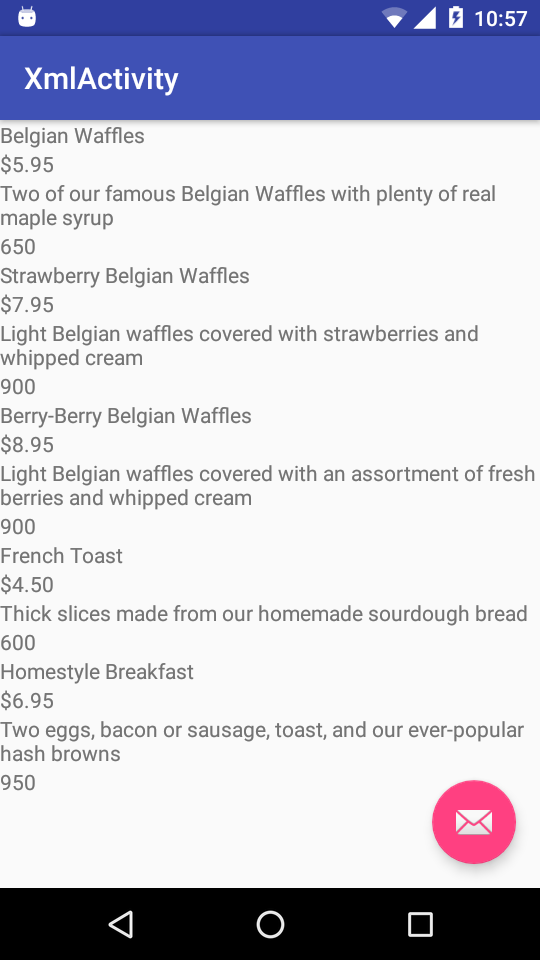 10:57
XmlActivity
Belgian Waffles
$5.95
Two of our famous Belgian Waffles with plenty of real
maple syrup
650
Strawberry Belgian Waffles
$7.95
Light Belgian waffles covered with strawberries and
whipped cream
900
Berry-Berry Belgian Waffles
$8.95
Light Belgian waffles covered with an assortment of fresh
berries and whipped cream
900
French Toast
$4.50
Thick slices made from our homemade sourdough bread
600
Homestyle Breakfast
$6.95
Two eggs, bacon or sausage, toast, and our ever-popular
hash browns
950